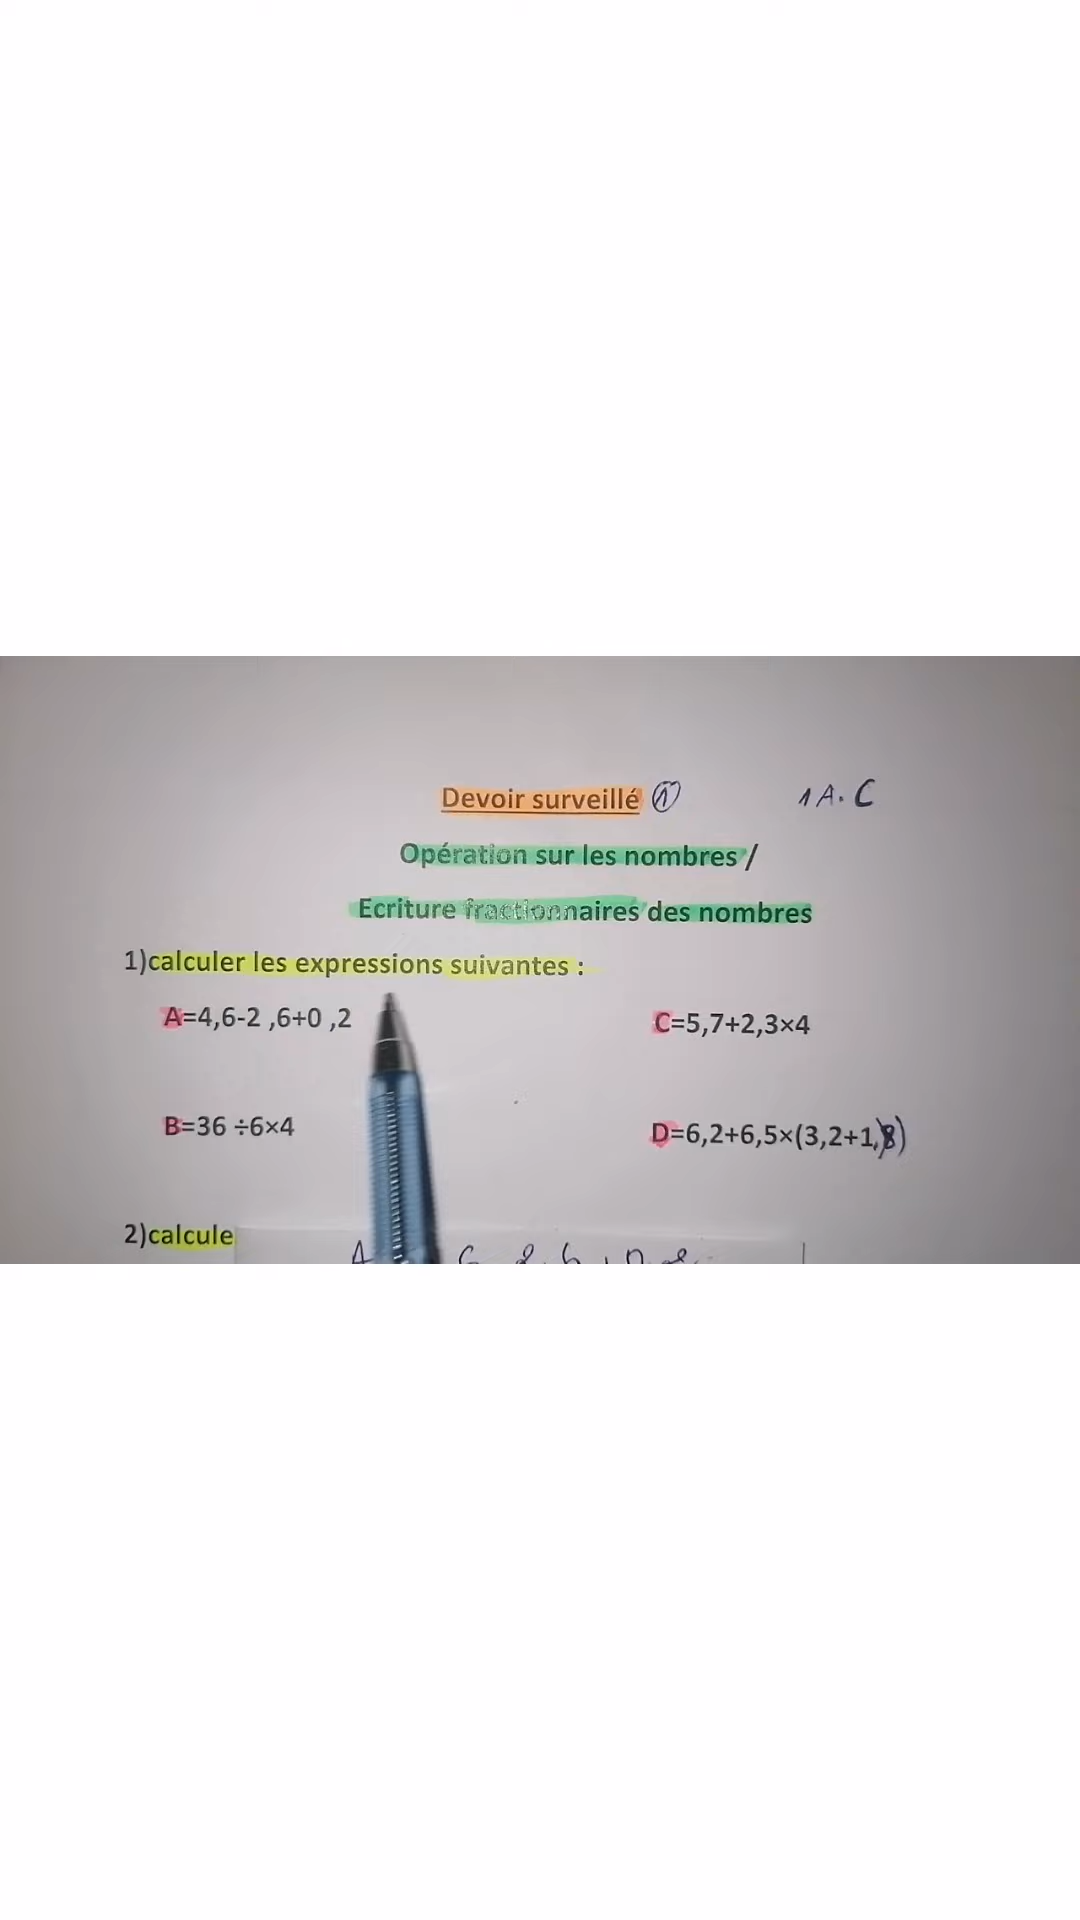 Devoir surveillé ① 1 A.C
Opération sur les nombres /
Ecriture fractionnaires des nombres
1)calculer les expressions suivantes :
A=4,6-2 ,6+0 ,2 C=5,7+2,3×4
B=36 ÷6×4 D=6,2+6,5×(3,2+1,8)
2)calcule